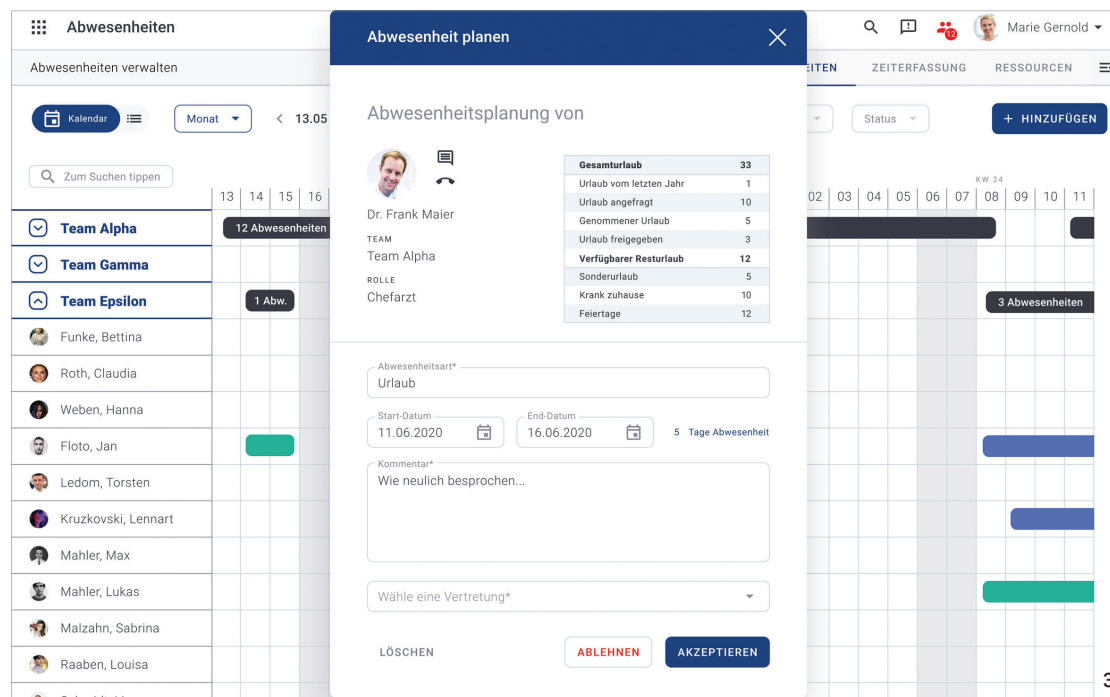 Abwesenheiten
12
Marie Gernold
Abwesenheiten verwalten
EITEN
ZEITERFASSUNG
RESSOURCEN
Kalendar
Monat
13.05
Status
+ HINZUFÜGEN
Zum Suchen tippen
KW 24
13 14 15 16
02 03 04 05 06 07 08 09 10 11
Team Alpha
12 Abwesenheiten
Team Gamma
Team Epsilon
1 Abw.
3 Abwesenheiten
Funke, Bettina
Roth, Claudia
Weben, Hanna
Floto, Jan
Ledom, Torsten
Kruzkovski, Lennart
Mahler, Max
Mahler, Lukas
Malzahn, Sabrina
Raaben, Louisa
Abwesenheit planen
Abwesenheitsplanung von
Dr. Frank Maier
TEAM
Team Alpha
ROLLE
Chefarzt
Gesamturlaub 33
Urlaub vom letzten Jahr 1
Urlaub angefragt 10
Genommener Urlaub 5
Urlaub freigegeben 3
Verfügbarer Resturlaub 12
Sonderurlaub 5
Krank zuhause 10
Feiertage 12
Abwesenheitsart*
Urlaub
Start-Datum
11.06.2020
End-Datum
16.06.2020
5 Tage Abwesenheit
Kommentar*
Wie neulich besprochen...
Wähle eine Vertretung*
LÖSCHEN
ABLEHNEN
AKZEPTIEREN